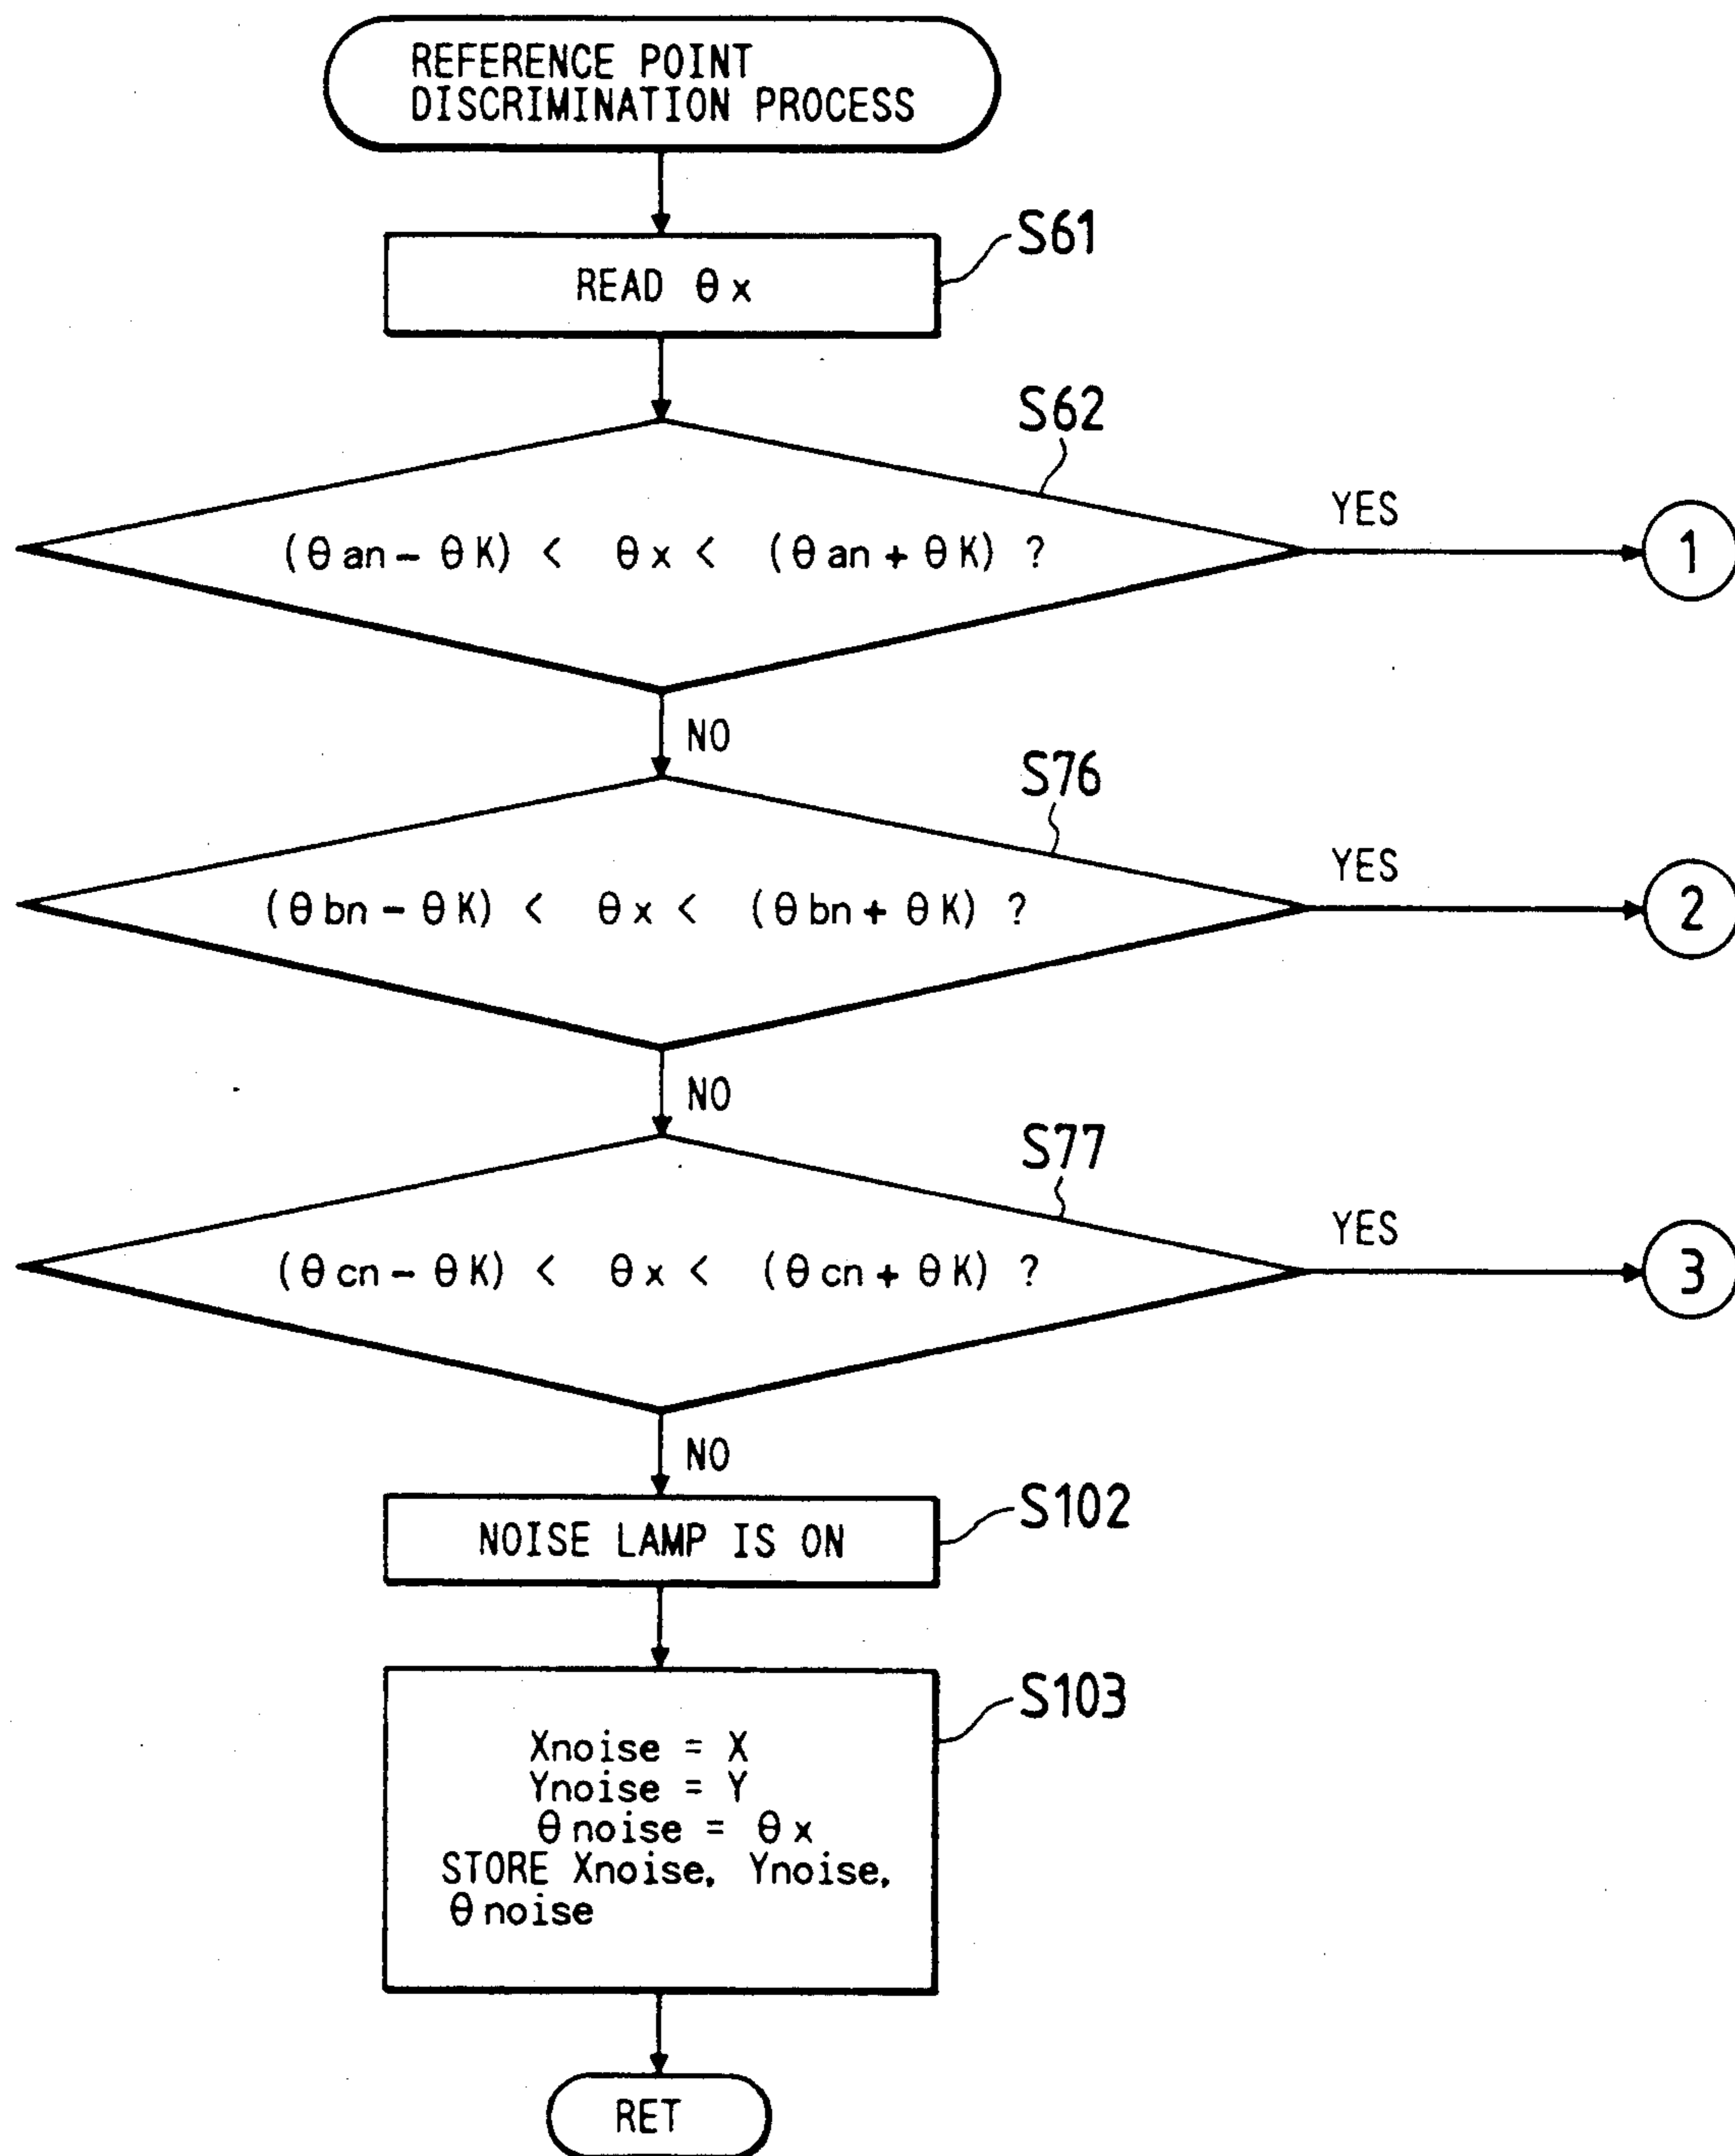 REFERENCE POINT
DISCRIMINATION PROCESS
S61
READ θx
S62
(θan - θK) < θx < (θan + θK) ?
YES
1
NO
S76
(θbn - θK) < θx < (θbn + θK) ?
YES
2
NO
S77
(θcn - θK) < θx < (θcn + θK) ?
YES
3
NO
S102
NOISE LAMP IS ON
S103
Xnoise = X
Ynoise = Y
θnoise = θx
STORE Xnoise, Ynoise,
θnoise
RET